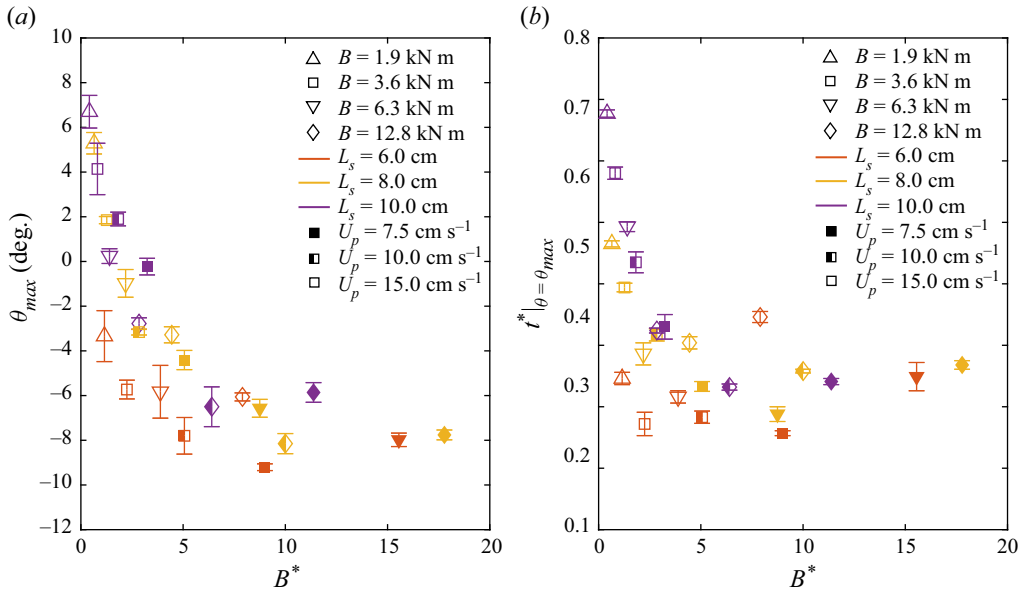 (a)
10
8
6
4
2
0
–2
–4
–6
–8
–10
–12
0
5
10
15
20
θmax (deg.)
B*
B = 1.9 kN m
B = 3.6 kN m
B = 6.3 kN m
B = 12.8 kN m
Ls = 6.0 cm
Ls = 8.0 cm
Ls = 10.0 cm
Up = 7.5 cm s−1
Up = 10.0 cm s−1
Up = 15.0 cm s−1
(b)
0.8
0.7
0.6
0.5
0.4
0.3
0.2
0.1
0
5
10
15
20
t*|θ = θmax
B*
B = 1.9 kN m
B = 3.6 kN m
B = 6.3 kN m
B = 12.8 kN m
Ls = 6.0 cm
Ls = 8.0 cm
Ls = 10.0 cm
Up = 7.5 cm s−1
Up = 10.0 cm s−1
Up = 15.0 cm s−1